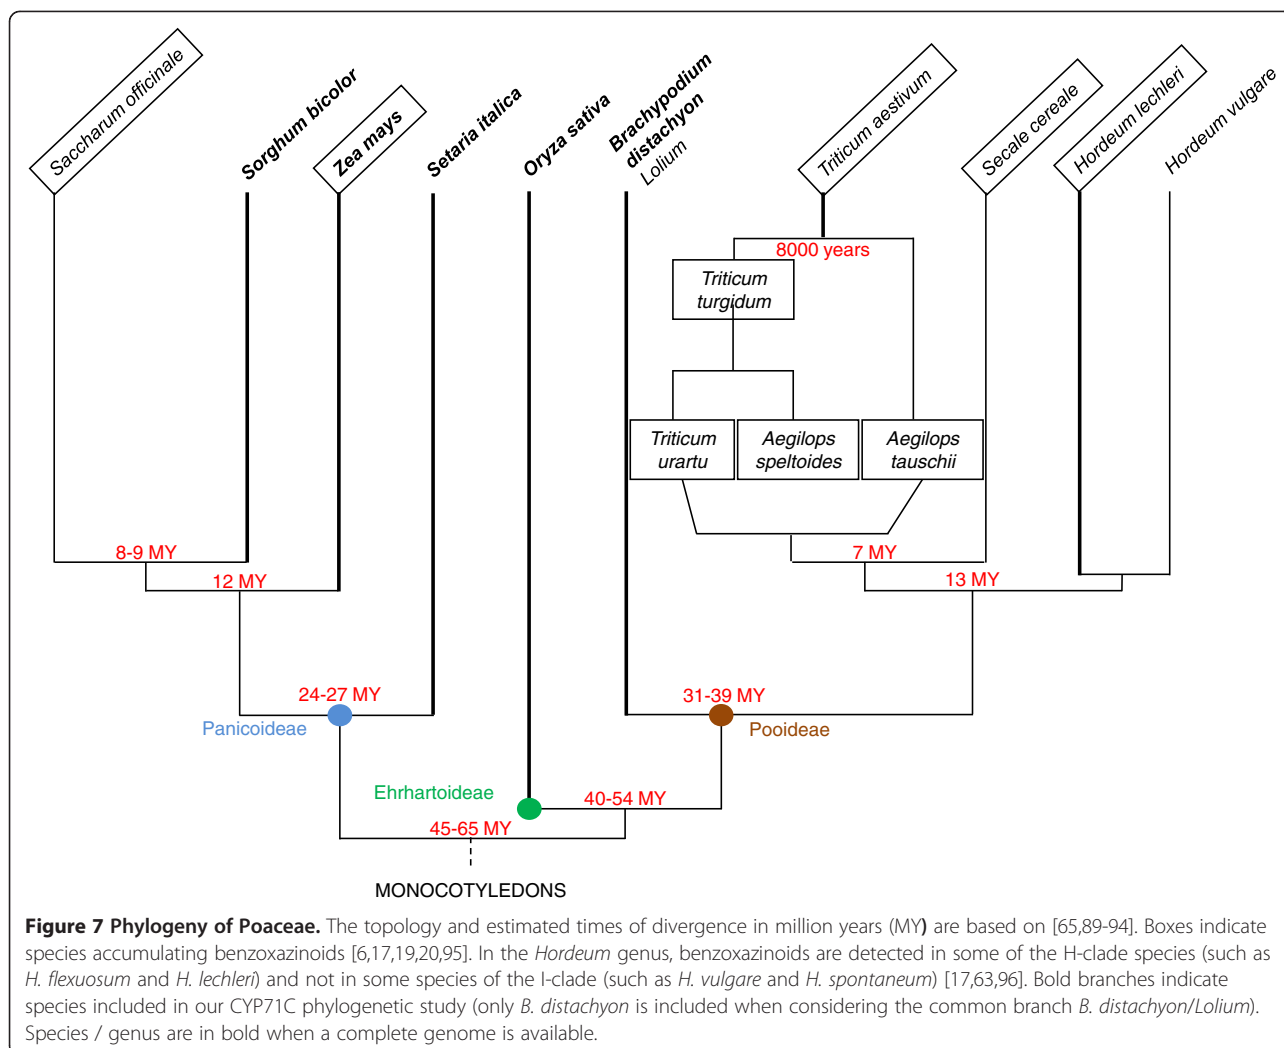 Saccharum officinale
Sorghum bicolor
Zea mays
Setaria italica
Oryza sativa
Brachypodium
distachyon
Lolium
Triticum aestivum
Secale cereale
Hordeum lechleri
Hordeum vulgare
8000 years
Triticum
turgidum
Triticum
urartu
Aegilops
speltoides
Aegilops
tauschii
8-9 MY
7 MY
12 MY
13 MY
24-27 MY
31-39 MY
Panicoideae
Pooideae
Ehrhartoideae
40-54 MY
45-65 MY
MONOCOTYLEDONS
Figure 7 Phylogeny of Poaceae. The topology and estimated times of divergence in million years (MY) are based on [65,89-94]. Boxes indicate
species accumulating benzoxazinoids [6,17,19,20,95]. In the Hordeum genus, benzoxazinoids are detected in some of the H-clade species (such as
H. flexuosum and H. lechleri) and not in some species of the I-clade (such as H. vulgare and H. spontaneum) [17,63,96]. Bold branches indicate
species included in our CYP71C phylogenetic study (only B. distachyon is included when considering the common branch B. distachyon/Lolium).
Species / genus are in bold when a complete genome is available.